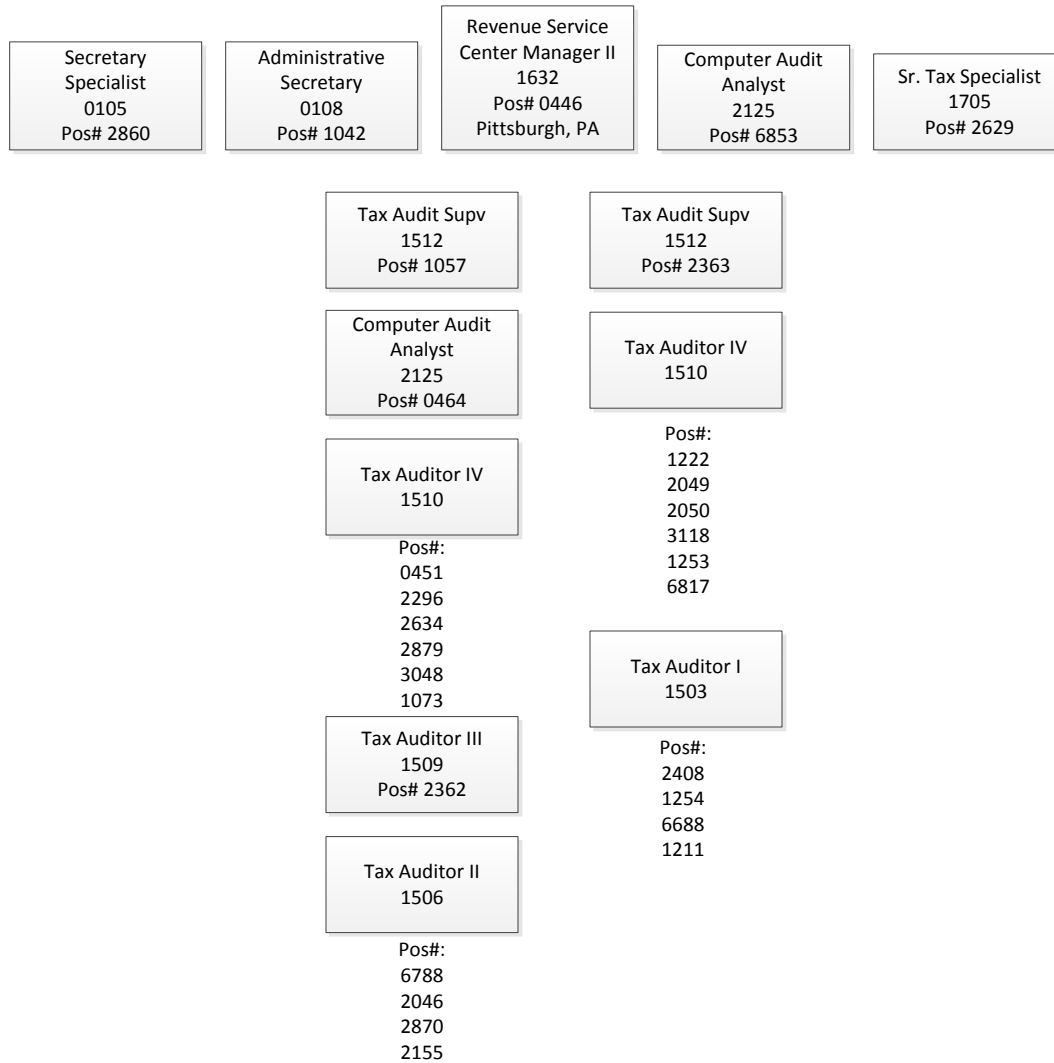 Secretary
Specialist
0105
Pos# 2860
Administrative
Secretary
0108
Pos# 1042
Revenue Service
Center Manager II
1632
Pos# 0446
Pittsburgh, PA
Computer Audit
Analyst
2125
Pos# 6853
Sr. Tax Specialist
1705
Pos# 2629
Tax Audit Supv
1512
Pos# 1057
Computer Audit
Analyst
2125
Pos# 0464
Tax Auditor IV
1510
Pos#:
0451
2296
2634
2879
3048
1073
Tax Auditor III
1509
Pos# 2362
Tax Auditor II
1506
Pos#:
6788
2046
2870
2155
Tax Audit Supv
1512
Pos# 2363
Tax Auditor IV
1510
Pos#:
1222
2049
2050
3118
1253
6817
Tax Auditor I
1503
Pos#:
2408
1254
6688
1211